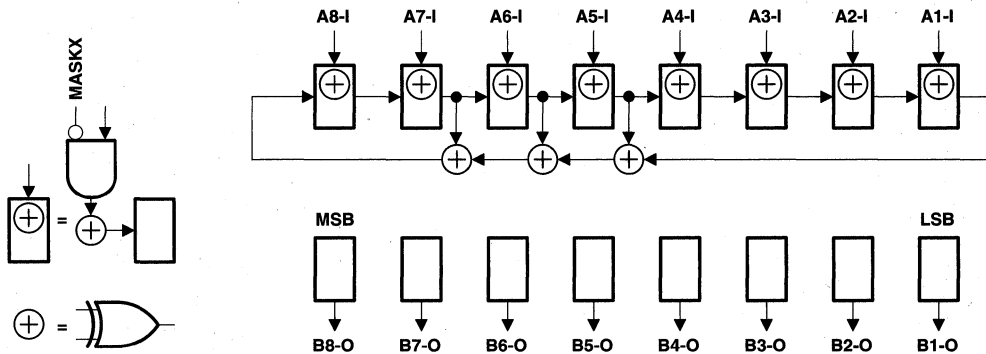 A8-I A7-I A6-I A5-I A4-I A3-I A2-I A1-I
MASKX
=
MSB LSB
=
B8-O B7-O B6-O B5-O B4-O B3-O B2-O B1-O